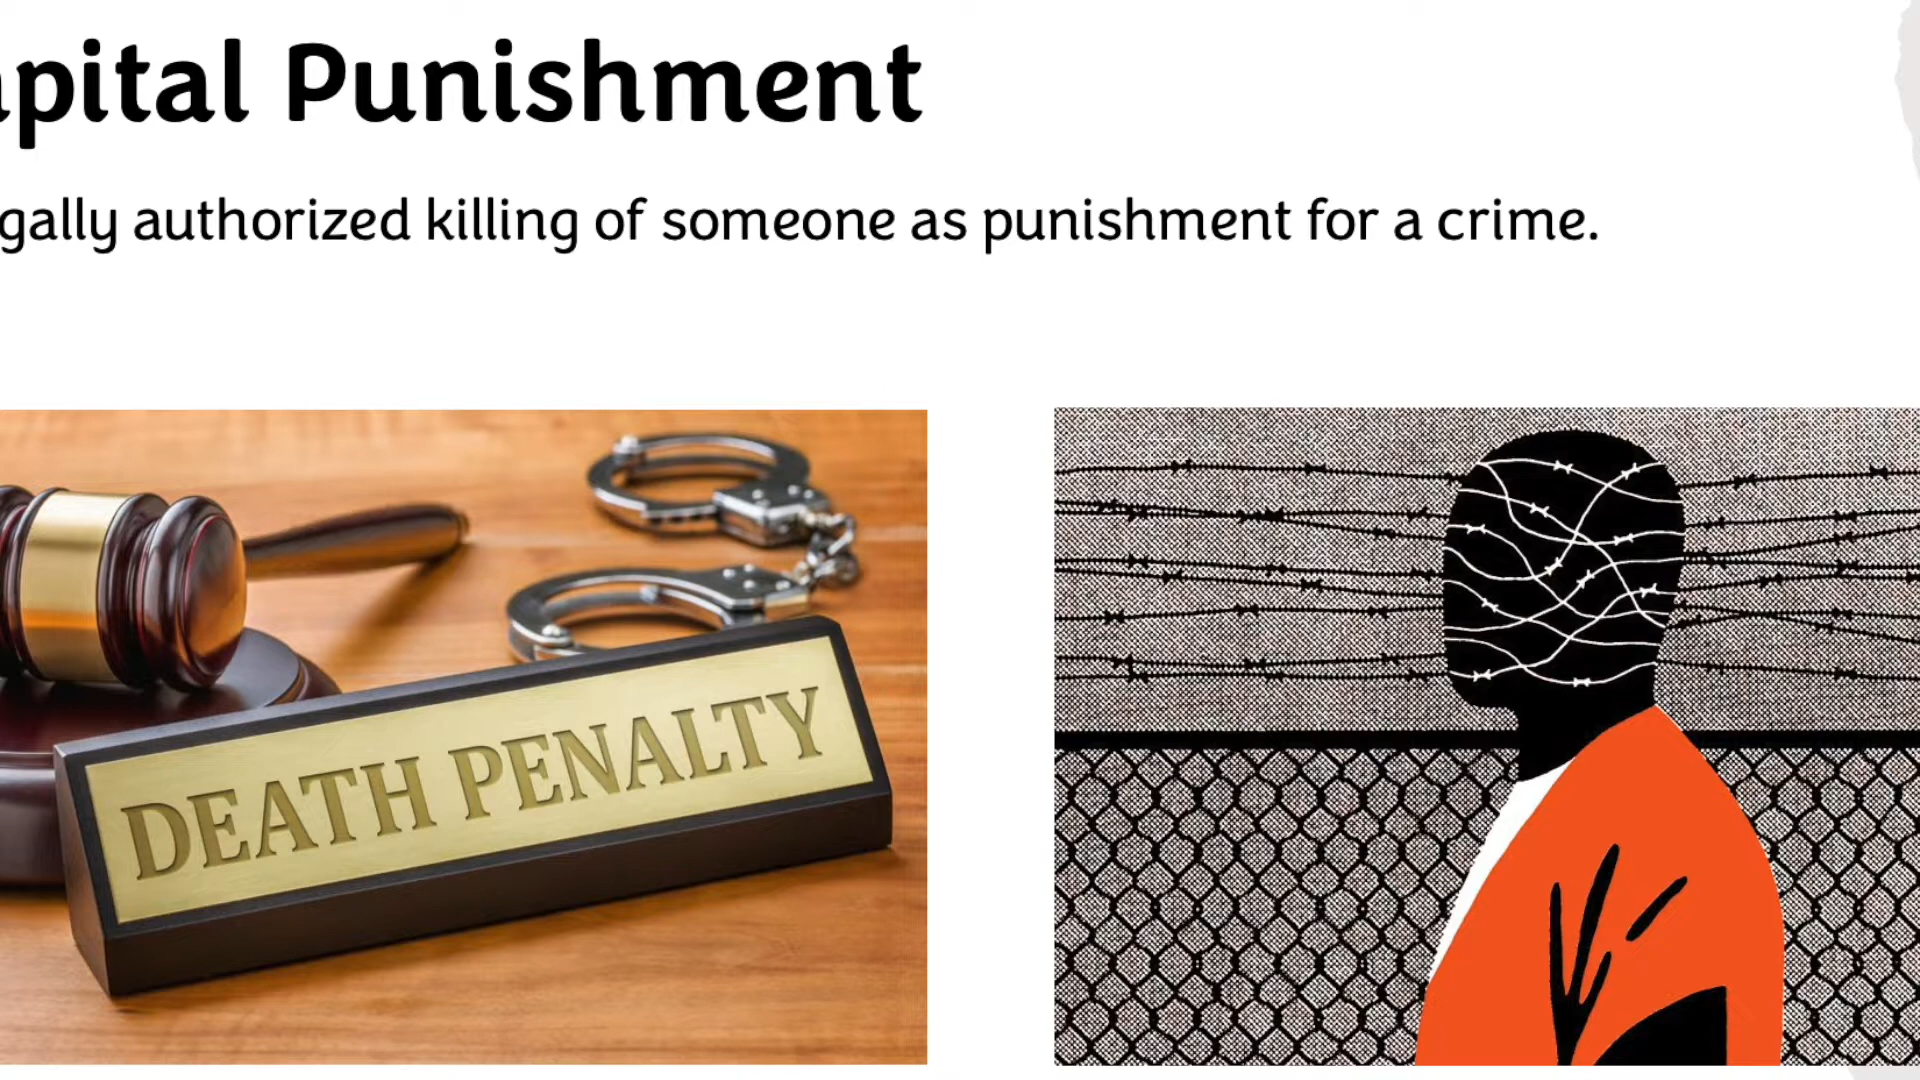 apital Punishment
gally authorized killing of someone as punishment for a crime.
DEATH PENALTY